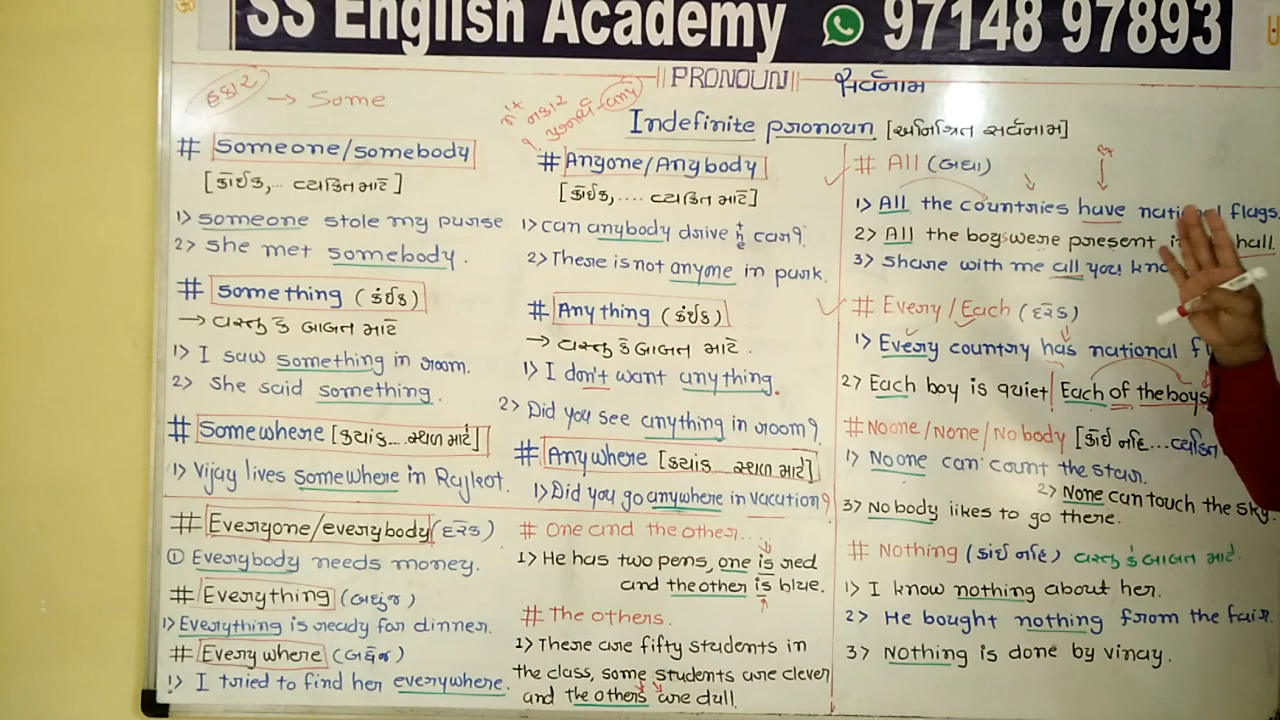 SS English Academy 97148 97893
|| PRONOUN || સર્વનામ
હકાર → Some
નકાર
પ્રશ્નાર્થ - વાક્ય
Indefinite pronoun [અનિશ્ચિત સર્વનામ]
# Someone/somebody
[કોઈક,... વ્યકિત માટે]
1> someone stole my purse
2> she met somebody.
# Something (કંઈક)
→ વસ્તુ કે બાબત માટે
1> I saw something in room.
2> She said something.
# Somewhere [કયાંક... સ્થળ માટે]
1> Vijay lives somewhere in Rajkot.
# Everyone/everybody (દરેક)
① Everybody needs money.
# Everything (બધુંજ)
1> Everything is ready for dinner.
# Everywhere (બધેજ)
1> I tried to find her everywhere.
# Anyone/Anybody
[કોઈક,.... વ્યકિત માટે]
1> can anybody drive the car?
2> There is not anyone in park.
# Anything (કંઈક)
→ વસ્તુ કે બાબત માટે.
1> I don't want anything.
2> Did you see anything in room?
# Anywhere [કયાંક... સ્થળ માટે]
1> Did you go anywhere in vacation?
# One and the other...
1> He has two pens, one is red
and the other is blue.
# The others.
1> There are fifty students in
the class, some students are clever
and the others are dull.
# All (બધા)
1> All the countries have national flags.
2> All the boys were present hall.
3> Share with me all you
# Every/Each (દરેક)
1> Every country has national
2> Each boy is quiet/Each of the boys
# No one/None/Nobody [કોઈ નહિ...વ્યકિત
1> No one can count the star.
2> None can touch the sky.
3> Nobody likes to go there.
# Nothing (કાંઈ નહિ) વસ્તુ કે બાબત માટે.
1> I know nothing about her.
2> He bought nothing from the fair.
3> Nothing is done by vinay.